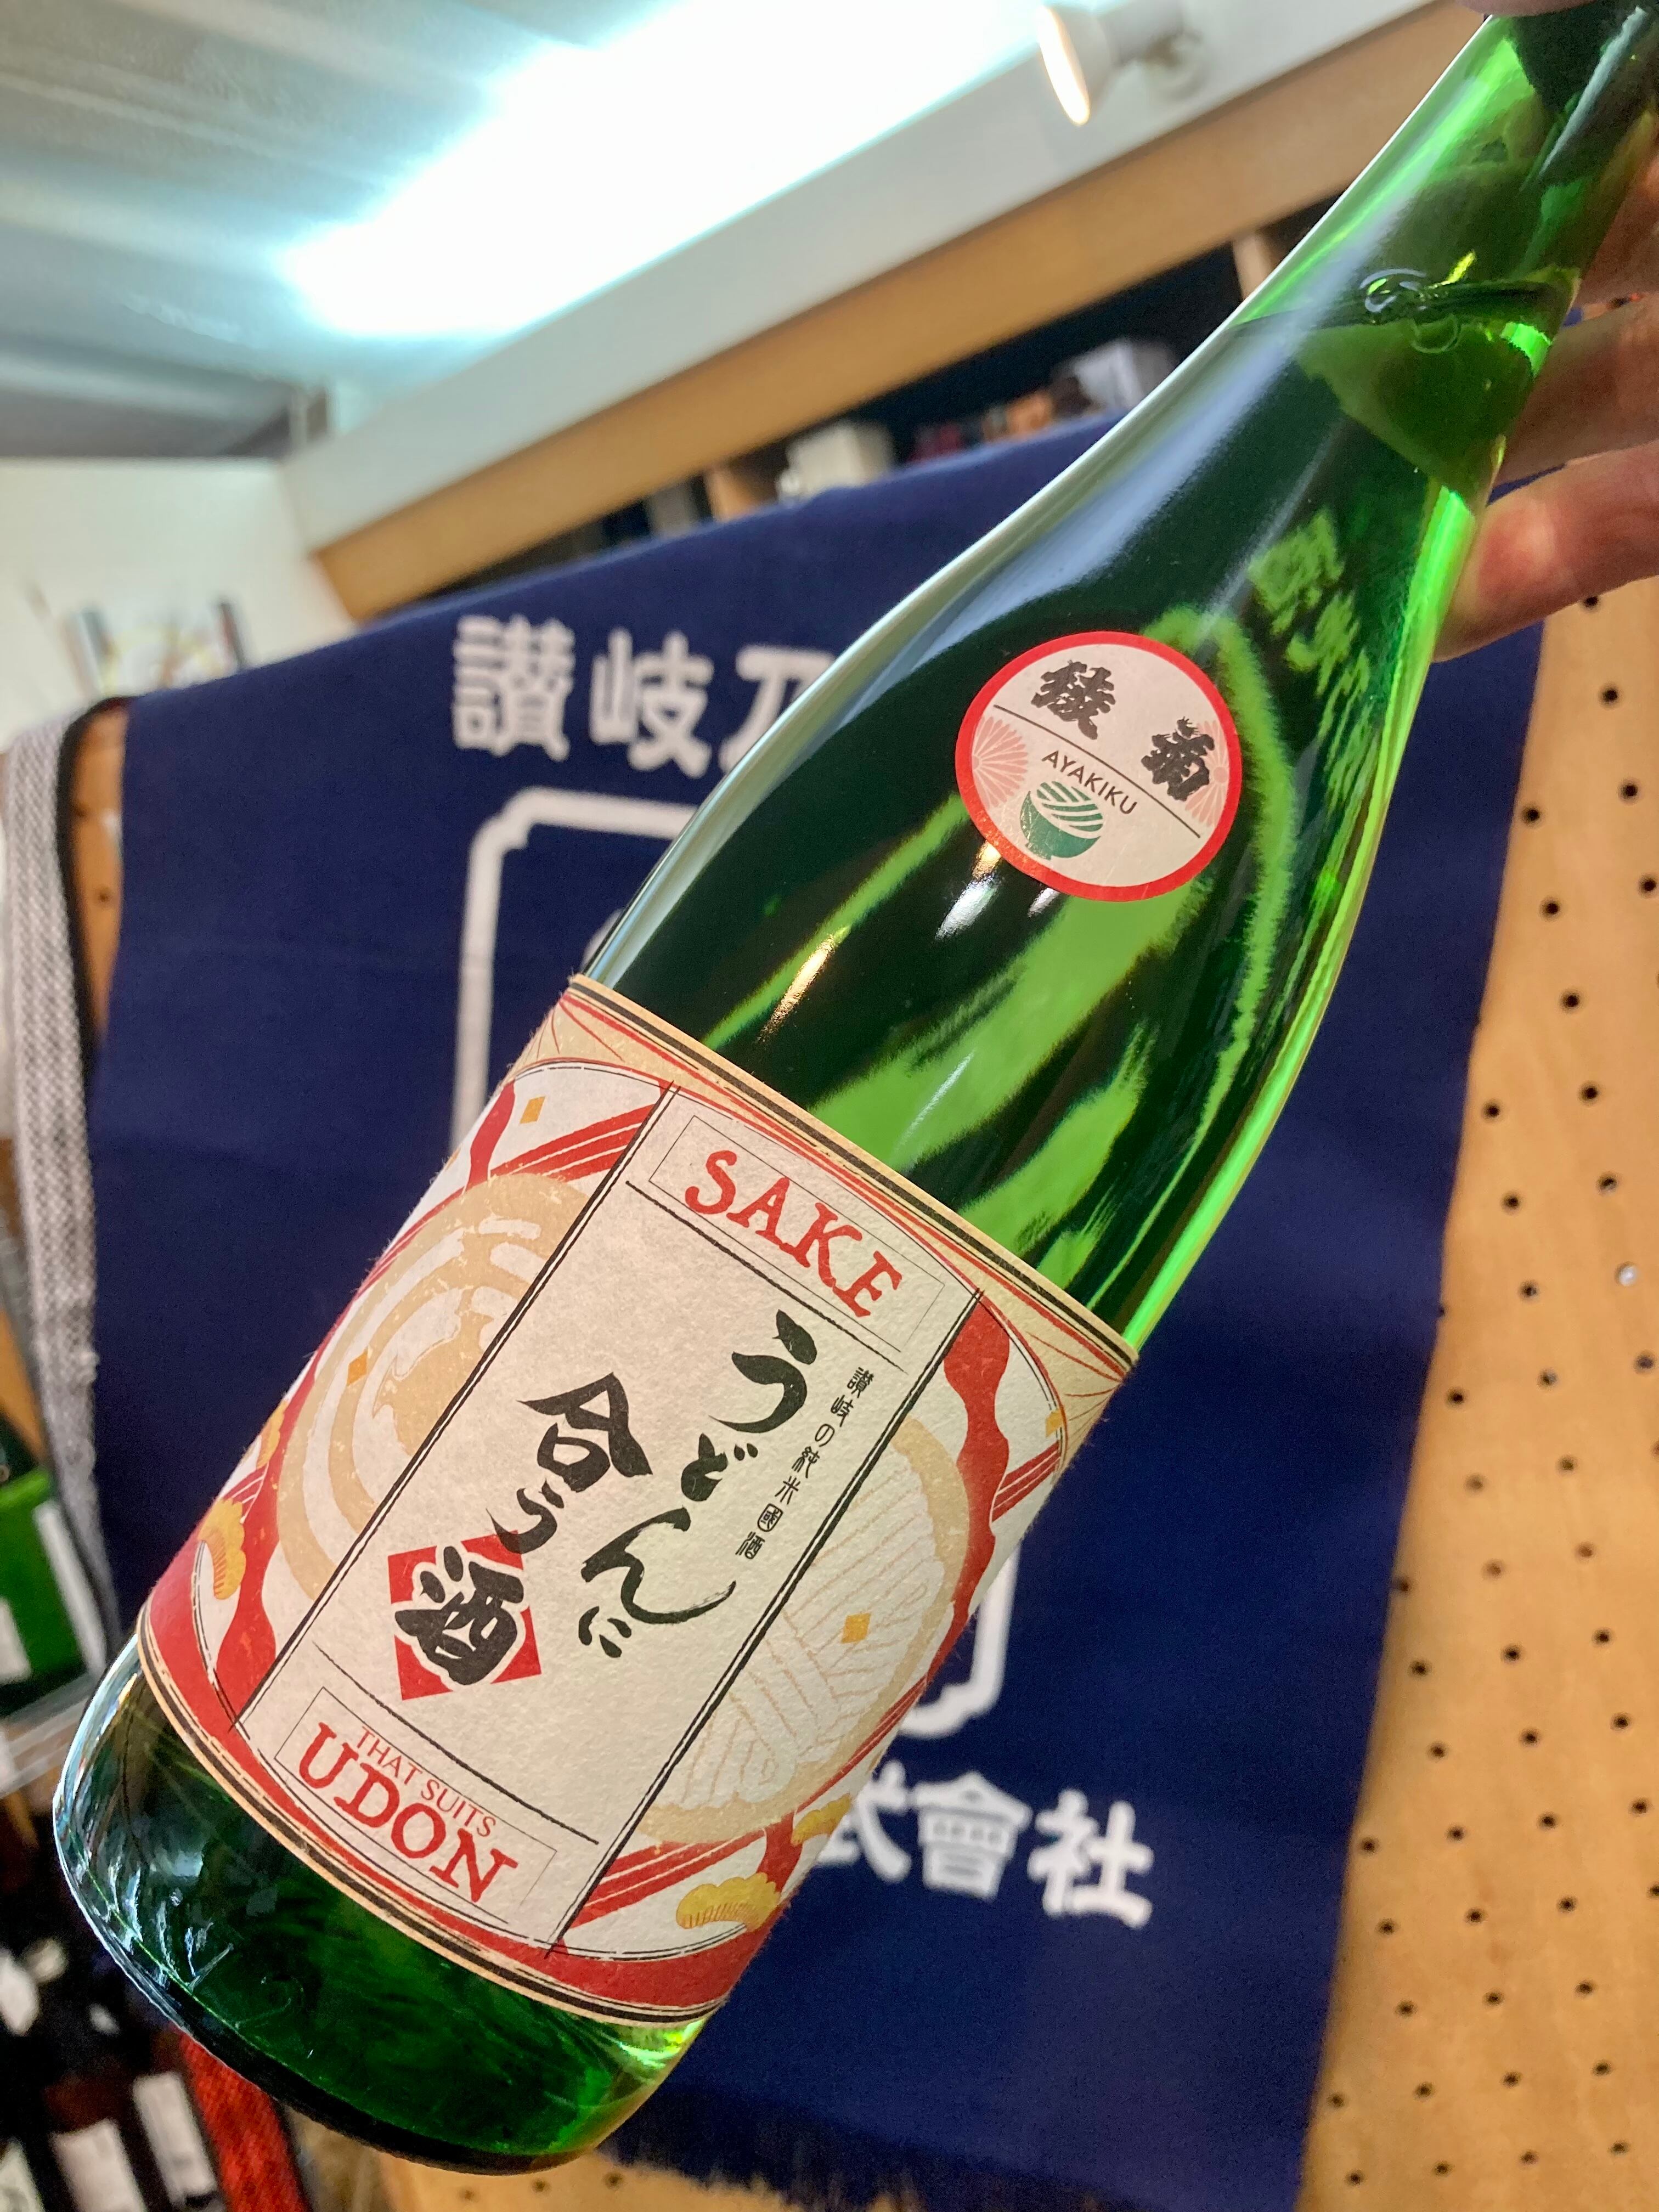 讃岐乃
綾菊
AYAKIKU
SAKE
讃岐の純米國酒
うどんに
合う
酒
THAT SUITS
UDON
式會社